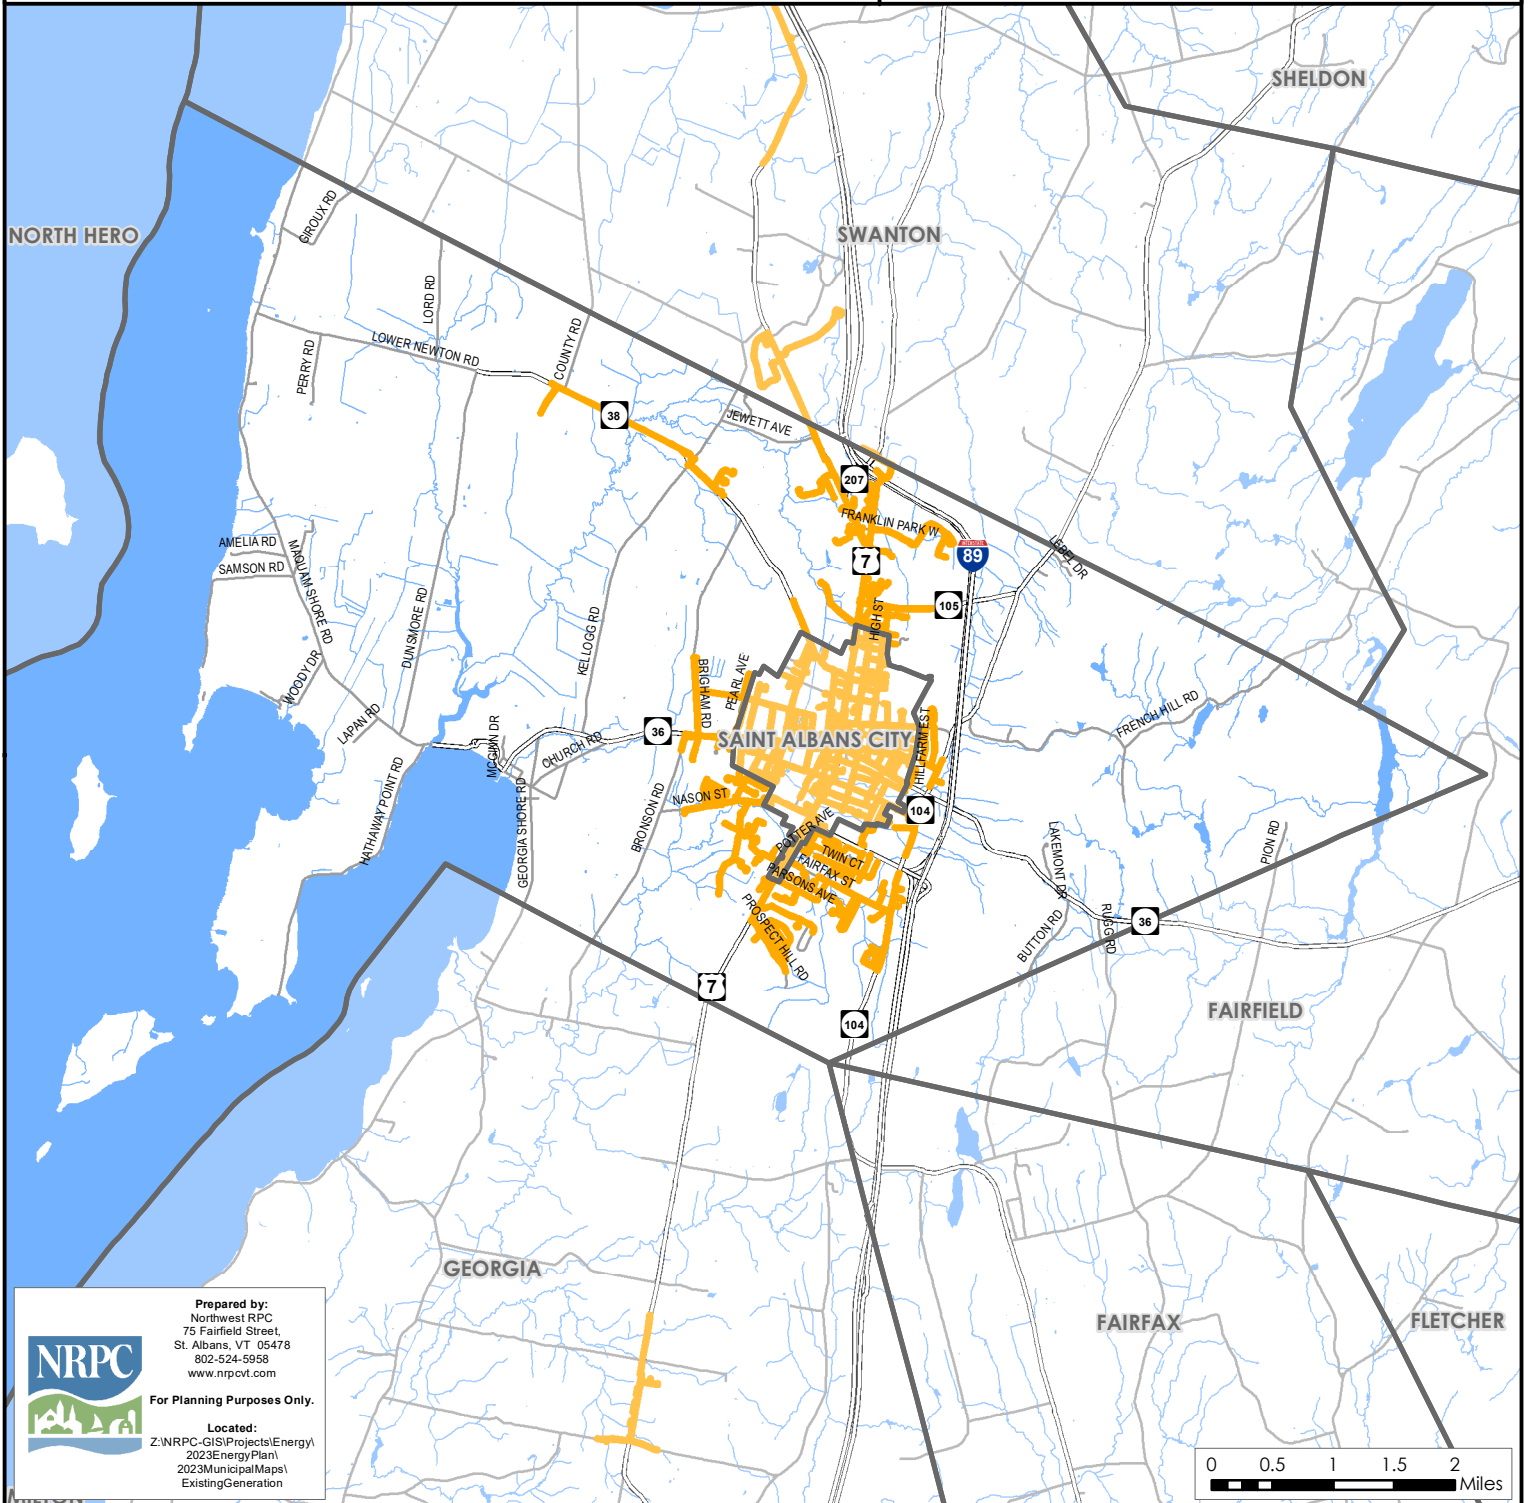 SHELDON
NORTH HERO
SWANTON
GIROUX RD
LORD RD
COUNTY RD
LOWER NEWTON RD
PERRY RD
38
JEWETT AVE
207
FRANKLIN PARK W
7
INTERSTATE
89
LEBEL DR
AMELIA RD
SAMSON RD
MAQUAM SHORE RD
DUNSMORE RD
KELLOGG RD
105
HIGH ST
WOODY DR
LAPAN RD
BRIGHAM RD
PEARL AVE
FRENCH HILL RD
36
SAINT ALBANS CITY
MCGINN DR
CHURCH RD
HILLFARM EST
HATHAWAY POINT RD
GEORGIA SHORE RD
BRONSON RD
NASON ST
104
POTTER AVE
TWIN CT
FAIRFAX ST
PARSONS AVE
LAKEMONT DR
PION RD
PROSPECT HILL RD
BUTTON RD
RUGG RD
36
7
104
FAIRFIELD
GEORGIA
FAIRFAX
FLETCHER
NRPC
Prepared by:
Northwest RPC
75 Fairfield Street,
St. Albans, VT 05478
802-524-5958
www.nrpcvt.com
For Planning Purposes Only.
Located:
Z:\NRPC-GIS\Projects\Energy\
2023EnergyPlan\
2023MunicipalMaps\
ExistingGeneration
0 0.5 1 1.5 2
Miles